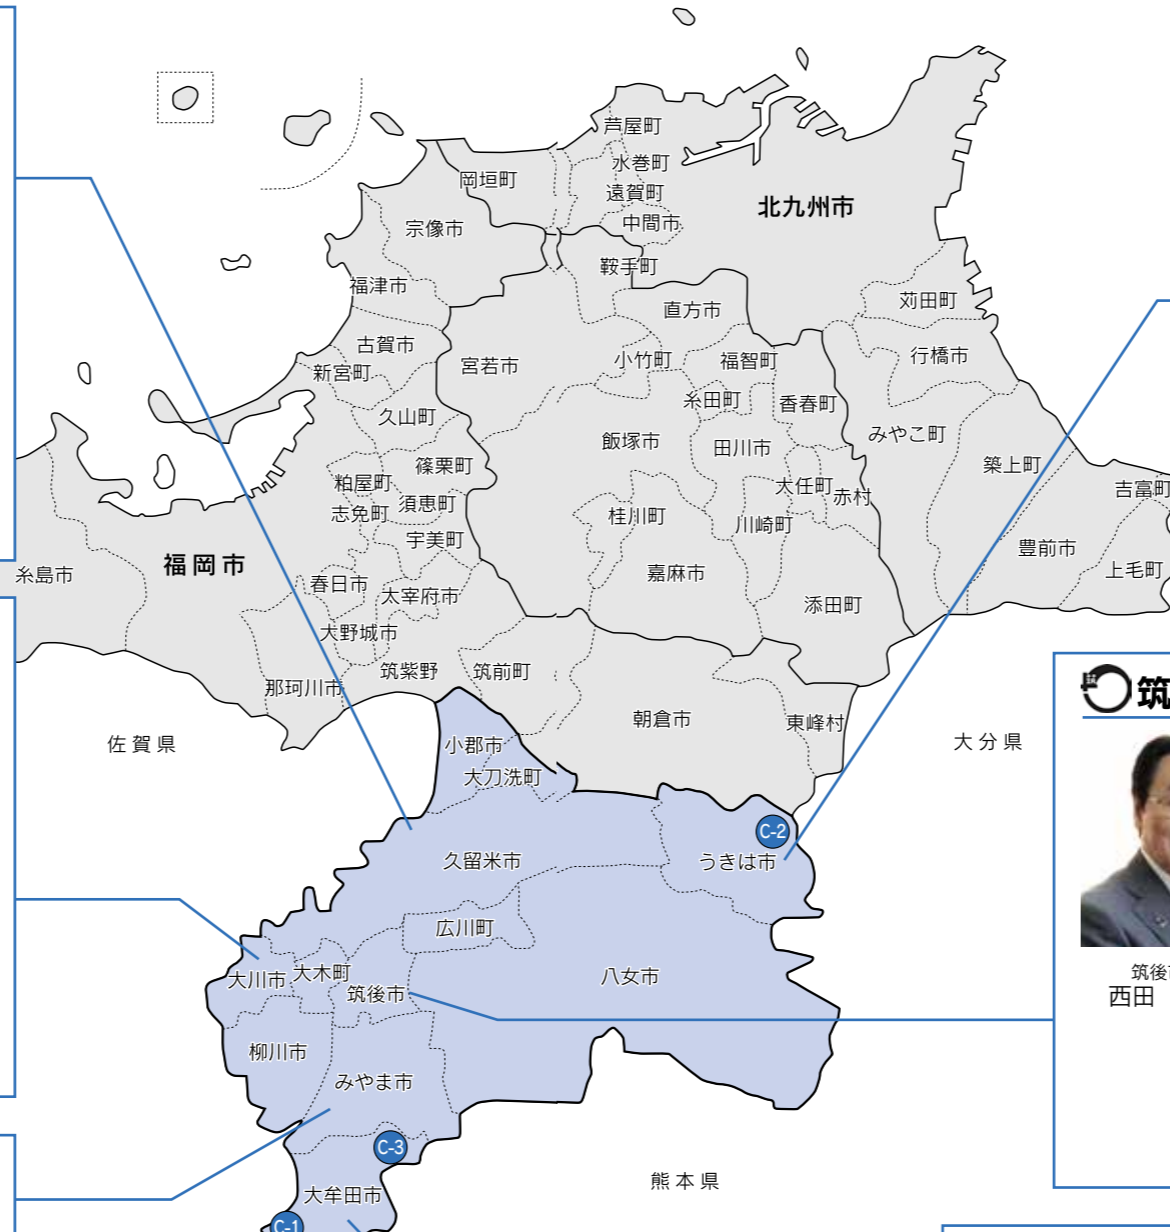 芦屋町
水巻町
岡垣町
遠賀町
北九州市
中間市
宗像市
鞍手町
福津市
苅田町
直方市
古賀市
行橋市
小竹町
福智町
宮若市
新宮町
糸田町
香春町
久山町
みやこ町
飯塚市
田川市
築上町
篠栗町
粕屋町
大任町
吉富町
赤村
須恵町
志免町
桂川町
川崎町
宇美町
豊前市
福岡市
上毛町
糸島市
嘉麻市
春日市
太宰府市
添田町
大野城市
筑紫野
筑前町
那珂川市
筑
朝倉市
東峰村
佐賀県
大分県
小郡市
大刀洗町
C-2
久留米市
うきは市
広川町
大川市
大木町
八女市
筑後市
筑後
西田
柳川市
みやま市
C-3
熊本県
大牟田市
C-1